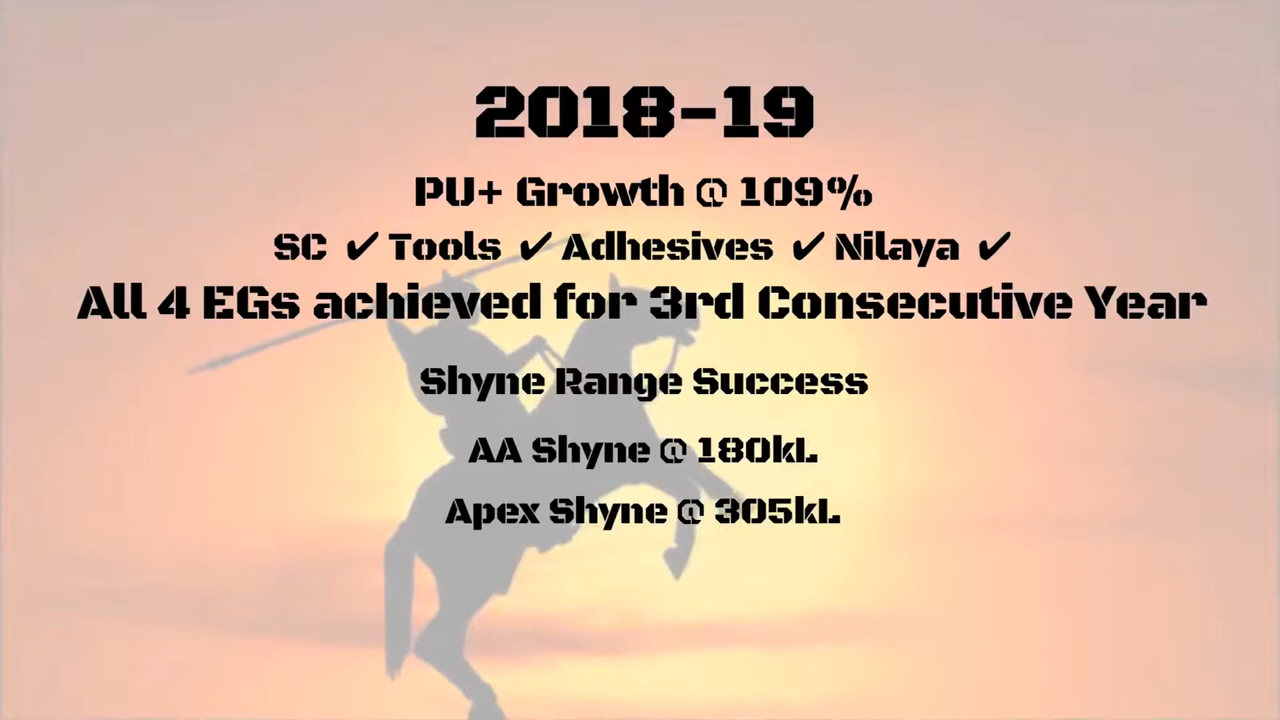 2018-19
PU+ Growth @ 109%
SC ✔ Tools ✔ Adhesives ✔ Nilaya ✔
All 4 EGs achieved for 3rd Consecutive Year
Shyne Range Success
AA Shyne @ 180kL
Apex Shyne @ 305kL